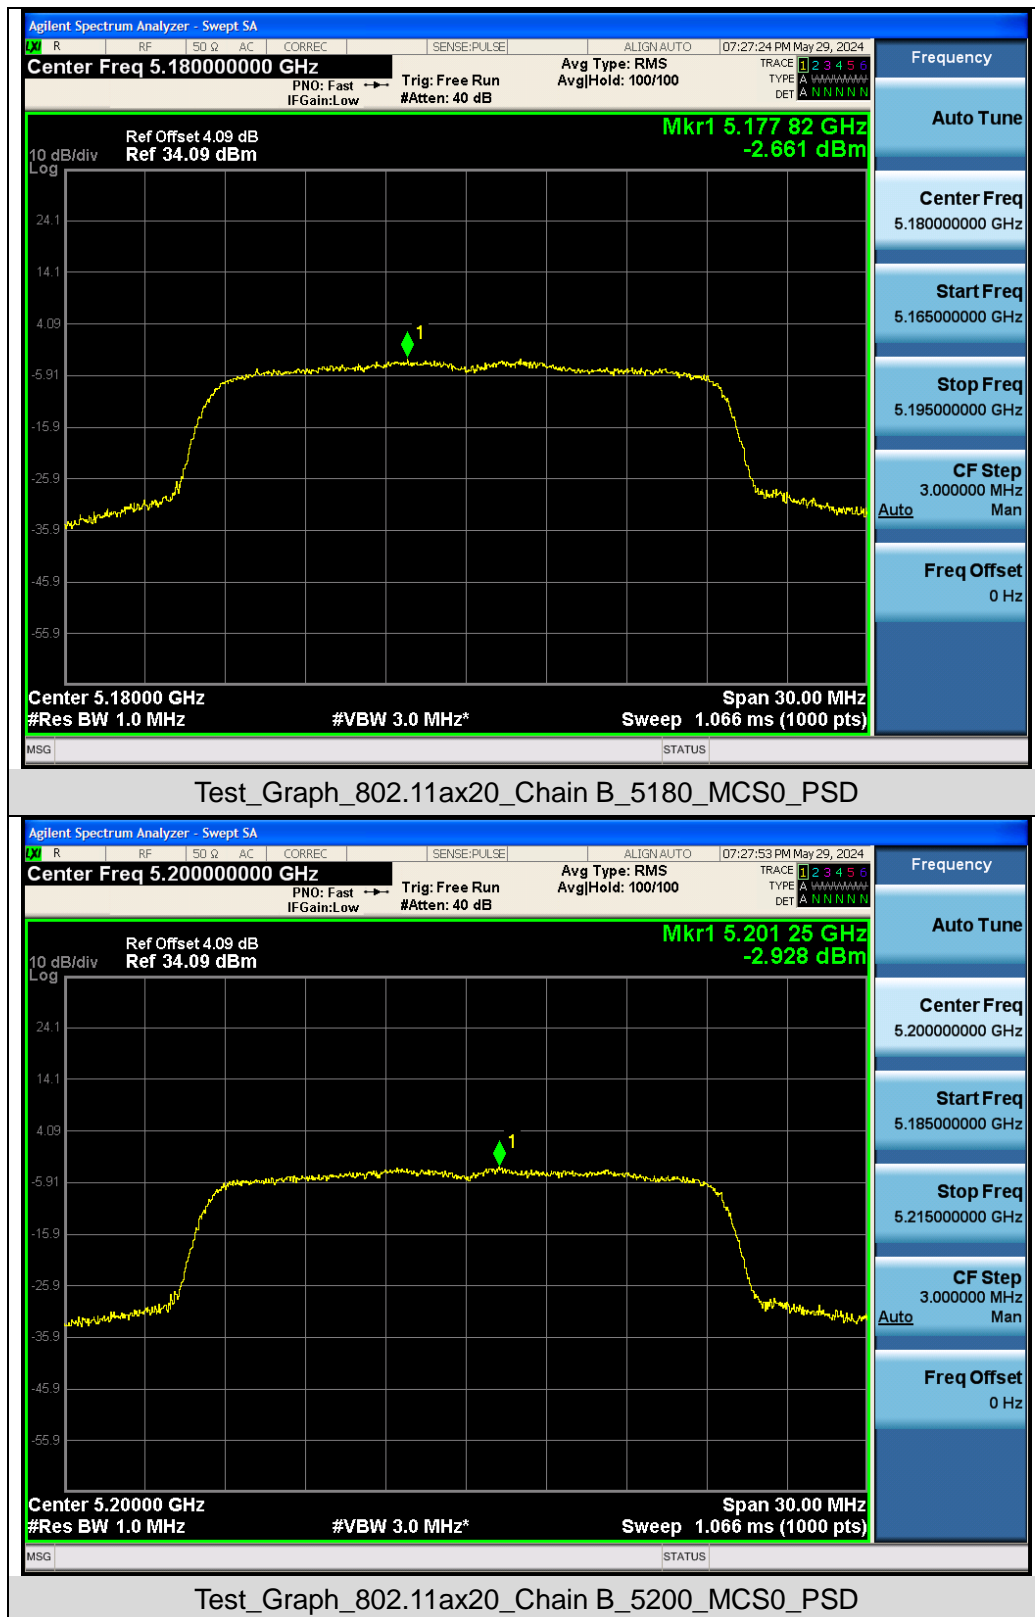 Agilent Spectrum Analyzer - Swept SA
LXI R RF 50 Ω AC CORREC SENSE:PULSE ALIGN AUTO 07:27:24 PM May 29, 2024
Center Freq 5.180000000 GHz
PNO: Fast
IFGain:Low
Trig: Free Run
#Atten: 40 dB
Avg Type: RMS
Avg|Hold: 100/100
TRACE 1 2 3 4 5 6
TYPE A WWWWW
DET A N N N N N
Ref Offset 4.09 dB
Ref 34.09 dBm
10 dB/div
Log
Mkr1 5.177 82 GHz
-2.661 dBm
24.1
14.1
4.09
1
-5.91
-15.9
-25.9
-35.9
-45.9
-55.9
Center 5.18000 GHz
#Res BW 1.0 MHz
#VBW 3.0 MHz*
Span 30.00 MHz
Sweep 1.066 ms (1000 pts)
MSG
STATUS
Frequency
Auto Tune
Center Freq
5.180000000 GHz
Start Freq
5.165000000 GHz
Stop Freq
5.195000000 GHz
CF Step
3.000000 MHz
Auto Man
Freq Offset
0 Hz
Test_Graph_802.11ax20_Chain B_5180_MCS0_PSD
Agilent Spectrum Analyzer - Swept SA
LXI R RF 50 Ω AC CORREC SENSE:PULSE ALIGN AUTO 07:27:53 PM May 29, 2024
Center Freq 5.200000000 GHz
PNO: Fast
IFGain:Low
Trig: Free Run
#Atten: 40 dB
Avg Type: RMS
Avg|Hold: 100/100
TRACE 1 2 3 4 5 6
TYPE A WWWWW
DET A N N N N N
Ref Offset 4.09 dB
Ref 34.09 dBm
10 dB/div
Log
Mkr1 5.201 25 GHz
-2.928 dBm
24.1
14.1
4.09
1
-5.91
-15.9
-25.9
-35.9
-45.9
-55.9
Center 5.20000 GHz
#Res BW 1.0 MHz
#VBW 3.0 MHz*
Span 30.00 MHz
Sweep 1.066 ms (1000 pts)
MSG
STATUS
Frequency
Auto Tune
Center Freq
5.200000000 GHz
Start Freq
5.185000000 GHz
Stop Freq
5.215000000 GHz
CF Step
3.000000 MHz
Auto Man
Freq Offset
0 Hz
Test_Graph_802.11ax20_Chain B_5200_MCS0_PSD